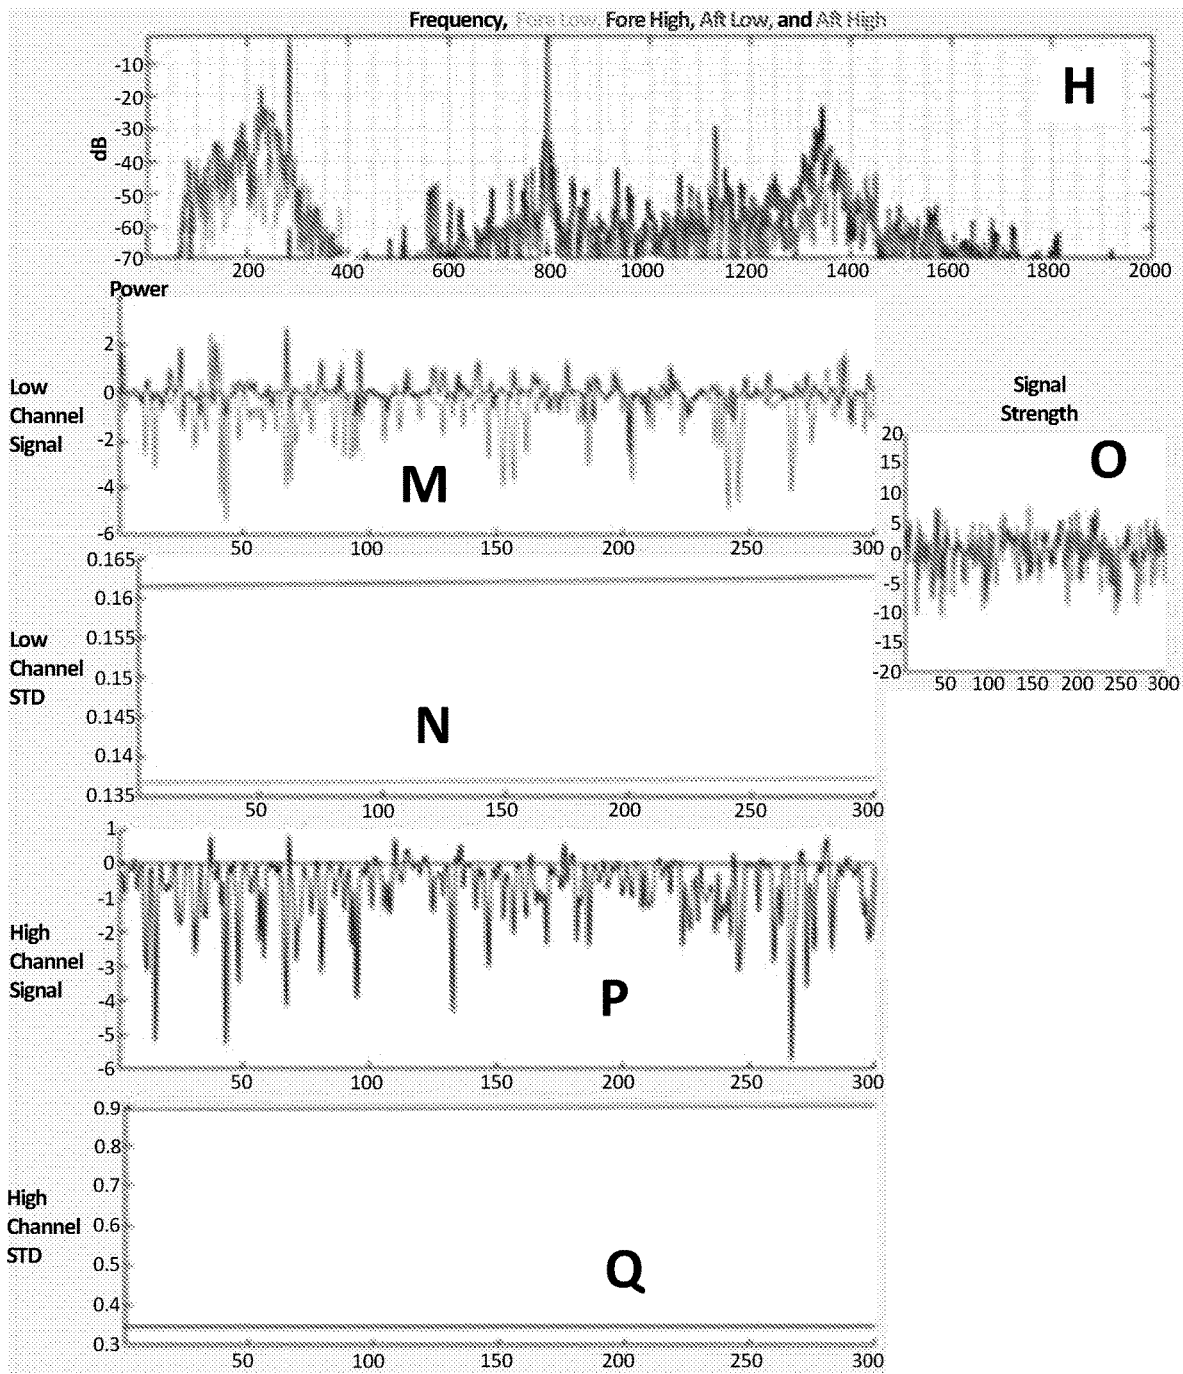 Frequency, Fore Low, Fore High, Aft Low, and Aft High
H
dB
-10
-20
-30
-40
-50
-60
-70
200 400 600 800 1000 1200 1400 1600 1800 2000
Power
Low
Channel
Signal
2
0
-2
-4
-6
M
50 100 150 200 250 300
Signal
Strength
O
20
15
10
5
0
-5
-10
-15
-20
50 100 150 200 250 300
Low
Channel
STD
0.165
0.16
0.155
0.15
0.145
0.14
0.135
N
50 100 150 200 250 300
High
Channel
Signal
1
0
-1
-2
-3
-4
-5
-6
P
50 100 150 200 250 300
High
Channel
STD
0.9
0.8
0.7
0.6
0.5
0.4
0.3
Q
50 100 150 200 250 300